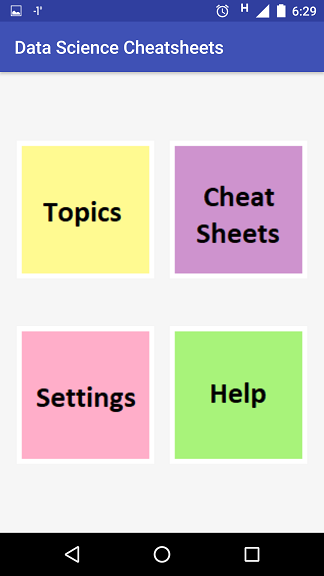 -1° H 6:29
Data Science Cheatsheets
Topics
Cheat
Sheets
Settings
Help